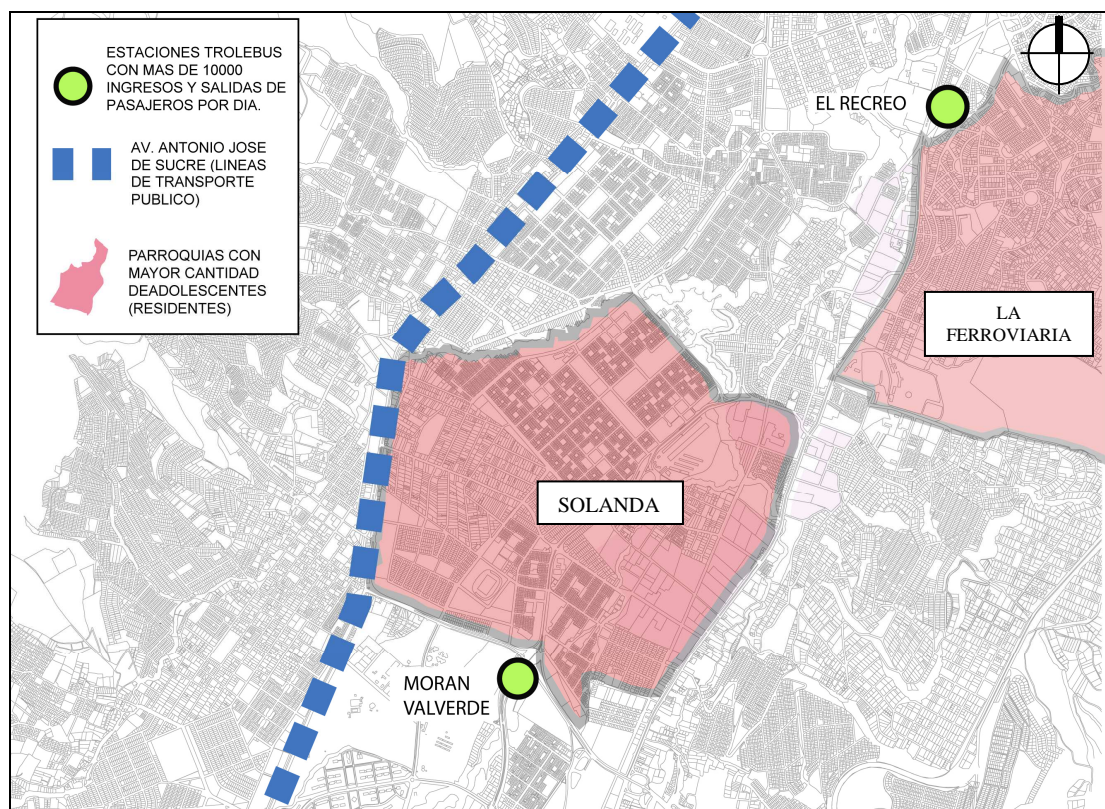 ESTACIONES TROLEBUS
CON MAS DE 10000
INGRESOS Y SALIDAS DE
PASAJEROS POR DIA.
AV. ANTONIO JOSE
DE SUCRE (LINEAS
DE TRANSPORTE
PUBLICO)
PARROQUIAS CON
MAYOR CANTIDAD
DEADOLESCENTES
(RESIDENTES)
EL RECREO
LA
FERROVIARIA
SOLANDA
MORAN
VALVERDE